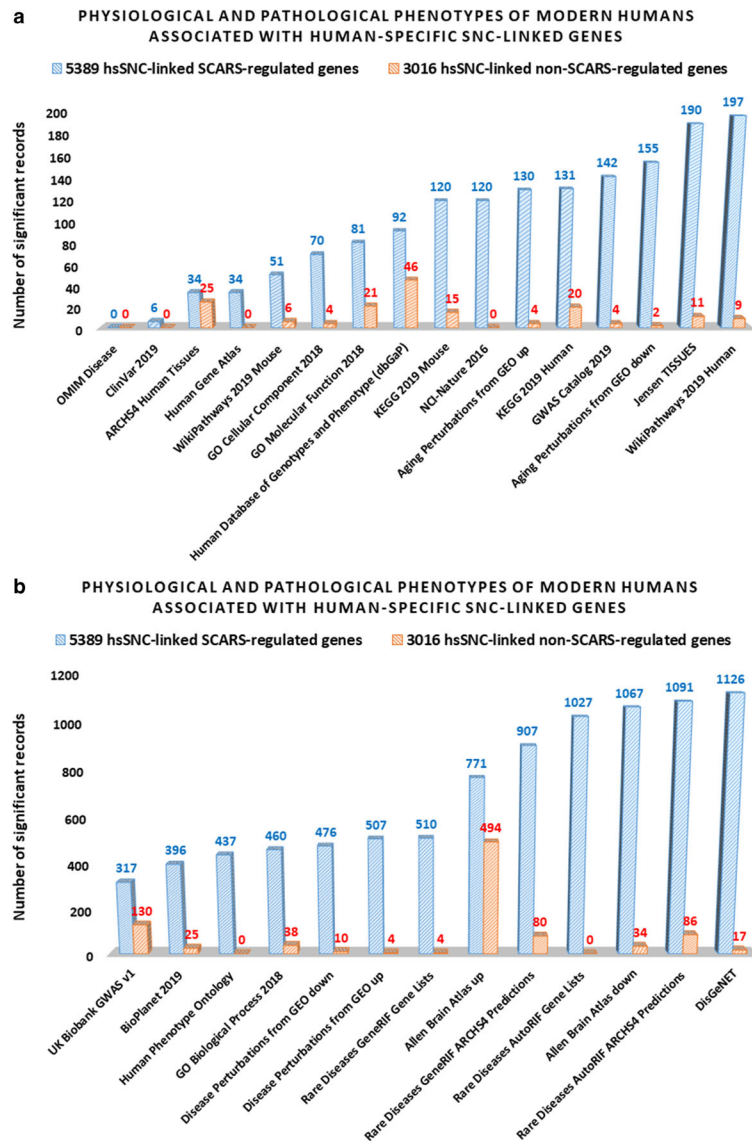 a
PHYSIOLOGICAL AND PATHOLOGICAL PHENOTYPES OF MODERN HUMANS
ASSOCIATED WITH HUMAN-SPECIFIC SNC-LINKED GENES
5389 hsSNC-linked SCARS-regulated genes 3016 hsSNC-linked non-SCARS-regulated genes
Number of significant records
200
180
160
140
120
100
80
60
40
20
0
0 0 6 0 34 25 34 0 51 6 70 4 81 21 92 46 120 15 120 0 130 4 131 20 142 4 155 2 190 11 197 9
OMIM Disease
ClinVar 2019
ARCHS4 Human Tissues
Human Gene Atlas
WikiPathways 2019 Mouse
GO Cellular Component 2018
GO Molecular Function 2018
Human Database of Genotypes and Phenotype (dbGaP)
KEGG 2019 Mouse
NCI-Nature 2016
Aging Perturbations from GEO up
KEGG 2019 Human
GWAS Catalog 2019
Aging Perturbations from GEO down
Jensen TISSUES
WikiPathways 2019 Human
b
PHYSIOLOGICAL AND PATHOLOGICAL PHENOTYPES OF MODERN HUMANS
ASSOCIATED WITH HUMAN-SPECIFIC SNC-LINKED GENES
5389 hsSNC-linked SCARS-regulated genes 3016 hsSNC-linked non-SCARS-regulated genes
Number of significant records
1200
1000
800
600
400
200
0
317 130 396 25 437 0 460 38 476 10 507 4 510 4 771 494 907 80 1027 0 1067 34 1091 86 1126 17
UK Biobank GWAS v1
BioPlanet 2019
Human Phenotype Ontology
GO Biological Process 2018
Disease Perturbations from GEO down
Disease Perturbations from GEO up
Rare Diseases GeneRIF Gene Lists
Allen Brain Atlas up
Rare Diseases GeneRIF ARCHS4 Predictions
Rare Diseases AutoRIF Gene Lists
Allen Brain Atlas down
Rare Diseases AutoRIF ARCHS4 Predictions
DisGeNET